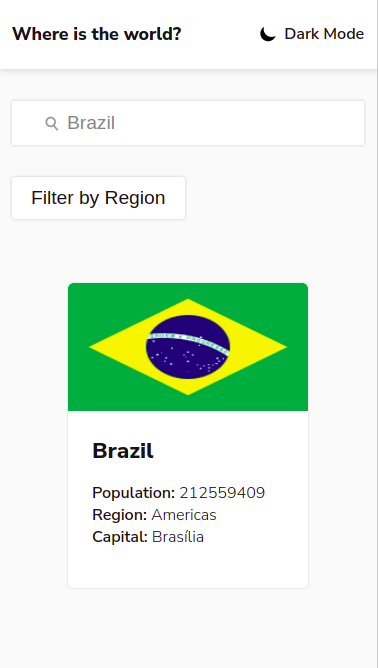 Where is the world?
Dark Mode
Brazil
Filter by Region
Brazil
Population: 212559409
Region: Americas
Capital: Brasília